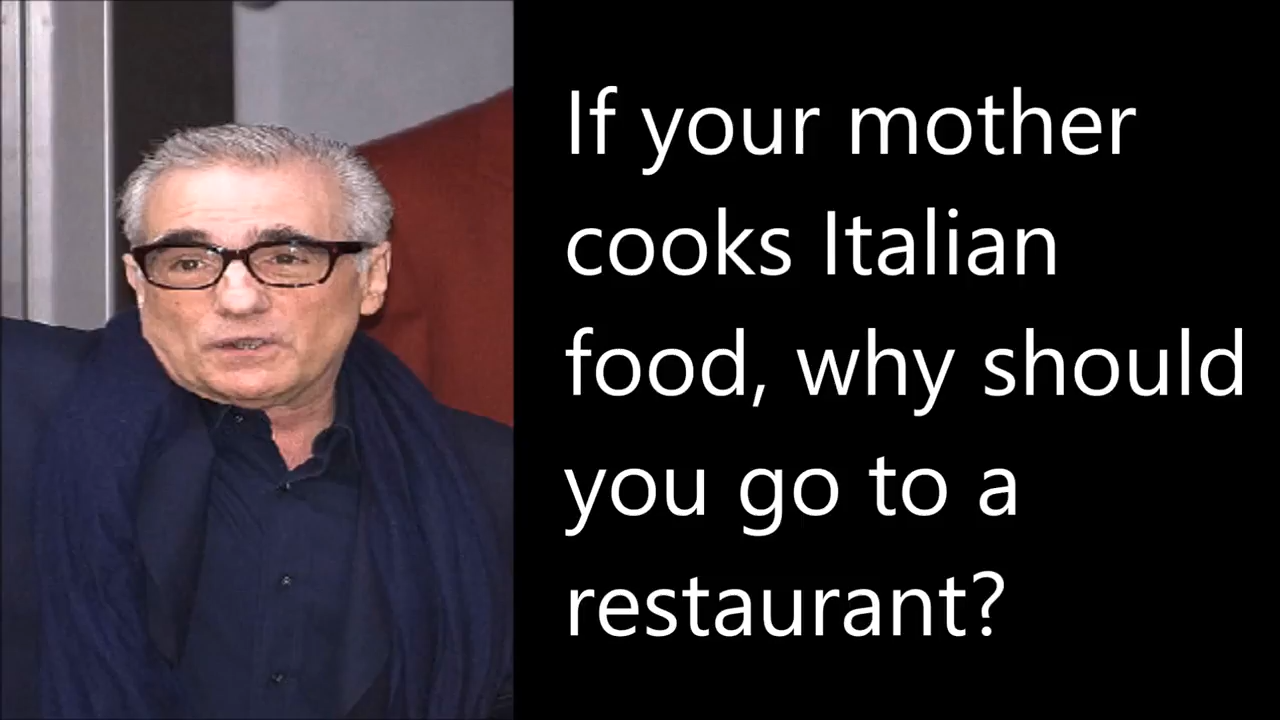 If your mother
cooks Italian
food, why should
you go to a
restaurant?